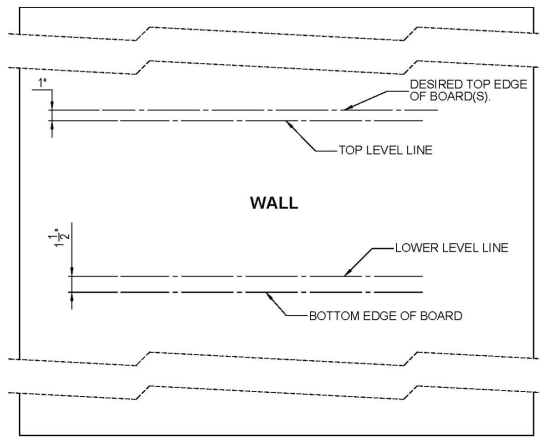 DESIRED TOP EDGE
OF BOARD(S).
1"
TOP LEVEL LINE
WALL
1 1/2"
LOWER LEVEL LINE
BOTTOM EDGE OF BOARD